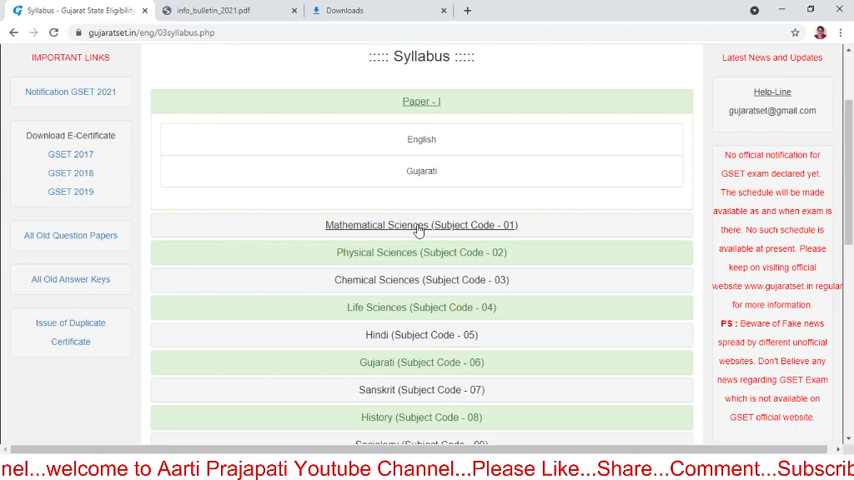 Syllabus - Gujarat State Eligibility
info_bulletin_2021.pdf
Downloads
gujaratset.in/eng/03syllabus.php
IMPORTANT LINKS
Notification GSET 2021
Download E-Certificate
GSET 2017
GSET 2018
GSET 2019
All Old Question Papers
All Old Answer Keys
Issue of Duplicate
Certificate
::::: Syllabus :::::
Paper - I
English
Gujarati
Mathematical Sciences (Subject Code - 01)
Physical Sciences (Subject Code - 02)
Chemical Sciences (Subject Code - 03)
Life Sciences (Subject Code - 04)
Hindi (Subject Code - 05)
Gujarati (Subject Code - 06)
Sanskrit (Subject Code - 07)
History (Subject Code - 08)
Sociology (Subject Code - 09)
Latest News and Updates
Help-Line
gujaratset@gmail.com
No official notification for
GSET exam declared yet.
The schedule will be made
available as and when exam is
there. No such schedule is
available at present. Please
keep on visiting official
website www.gujaratset.in regular
for more information.
PS : Beware of Fake news
spread by different unofficial
websites. Don't Believe any
news regarding GSET Exam
which is not available on
GSET official website.
nel...welcome to Aarti Prajapati Youtube Channel...Please Like...Share...Comment...Subscrib